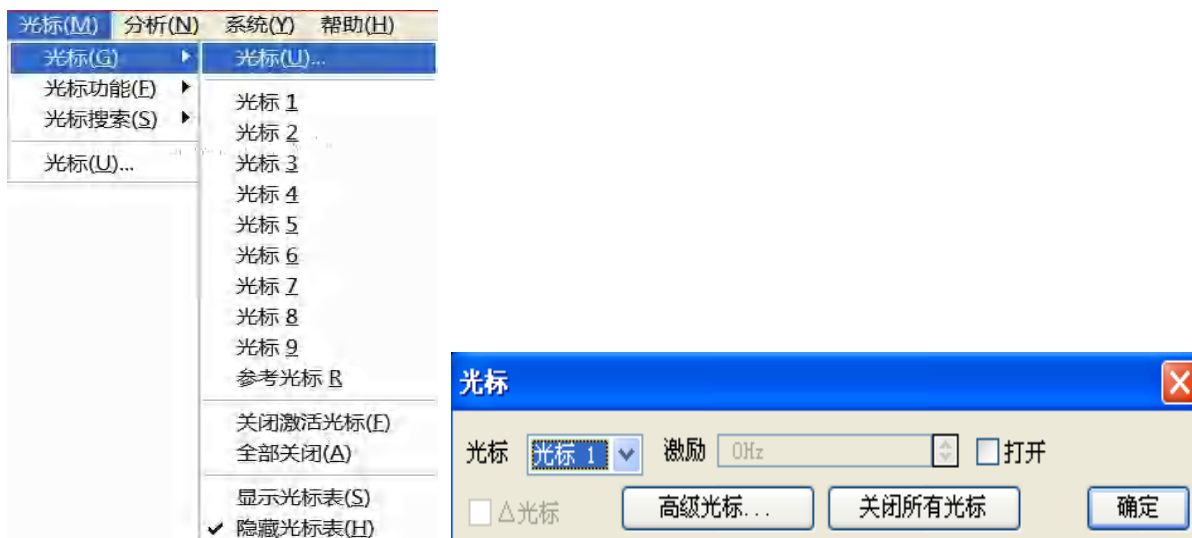 光标(M) 分析(N) 系统(Y) 帮助(H)
光标(G)
光标功能(F)
光标搜索(S)
光标(U)...
光标(U)...
光标 1
光标 2
光标 3
光标 4
光标 5
光标 6
光标 7
光标 8
光标 9
参考光标 R
关闭激活光标(F)
全部关闭(A)
显示光标表(S)
隐藏光标表(H)
光标
光标 光标 1 激励 0Hz 打开
△光标 高级光标... 关闭所有光标 确定